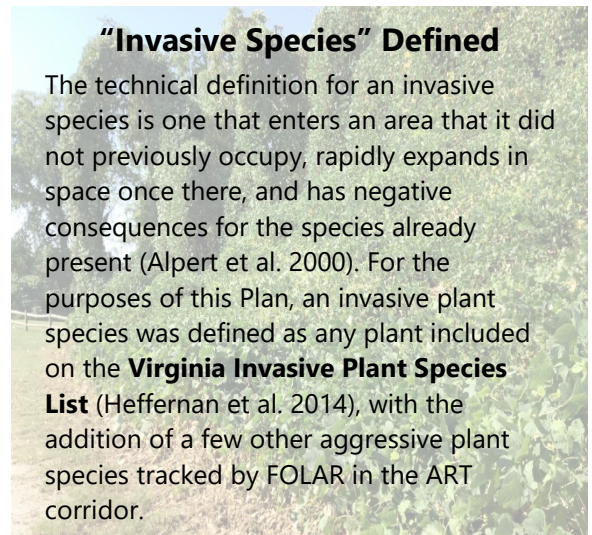 “Invasive Species” Defined
The technical definition for an invasive
species is one that enters an area that it did
not previously occupy, rapidly expands in
space once there, and has negative
consequences for the species already
present (Alpert et al. 2000). For the
purposes of this Plan, an invasive plant
species was defined as any plant included
on the Virginia Invasive Plant Species
List (Heffernan et al. 2014), with the
addition of a few other aggressive plant
species tracked by FOLAR in the ART
corridor.